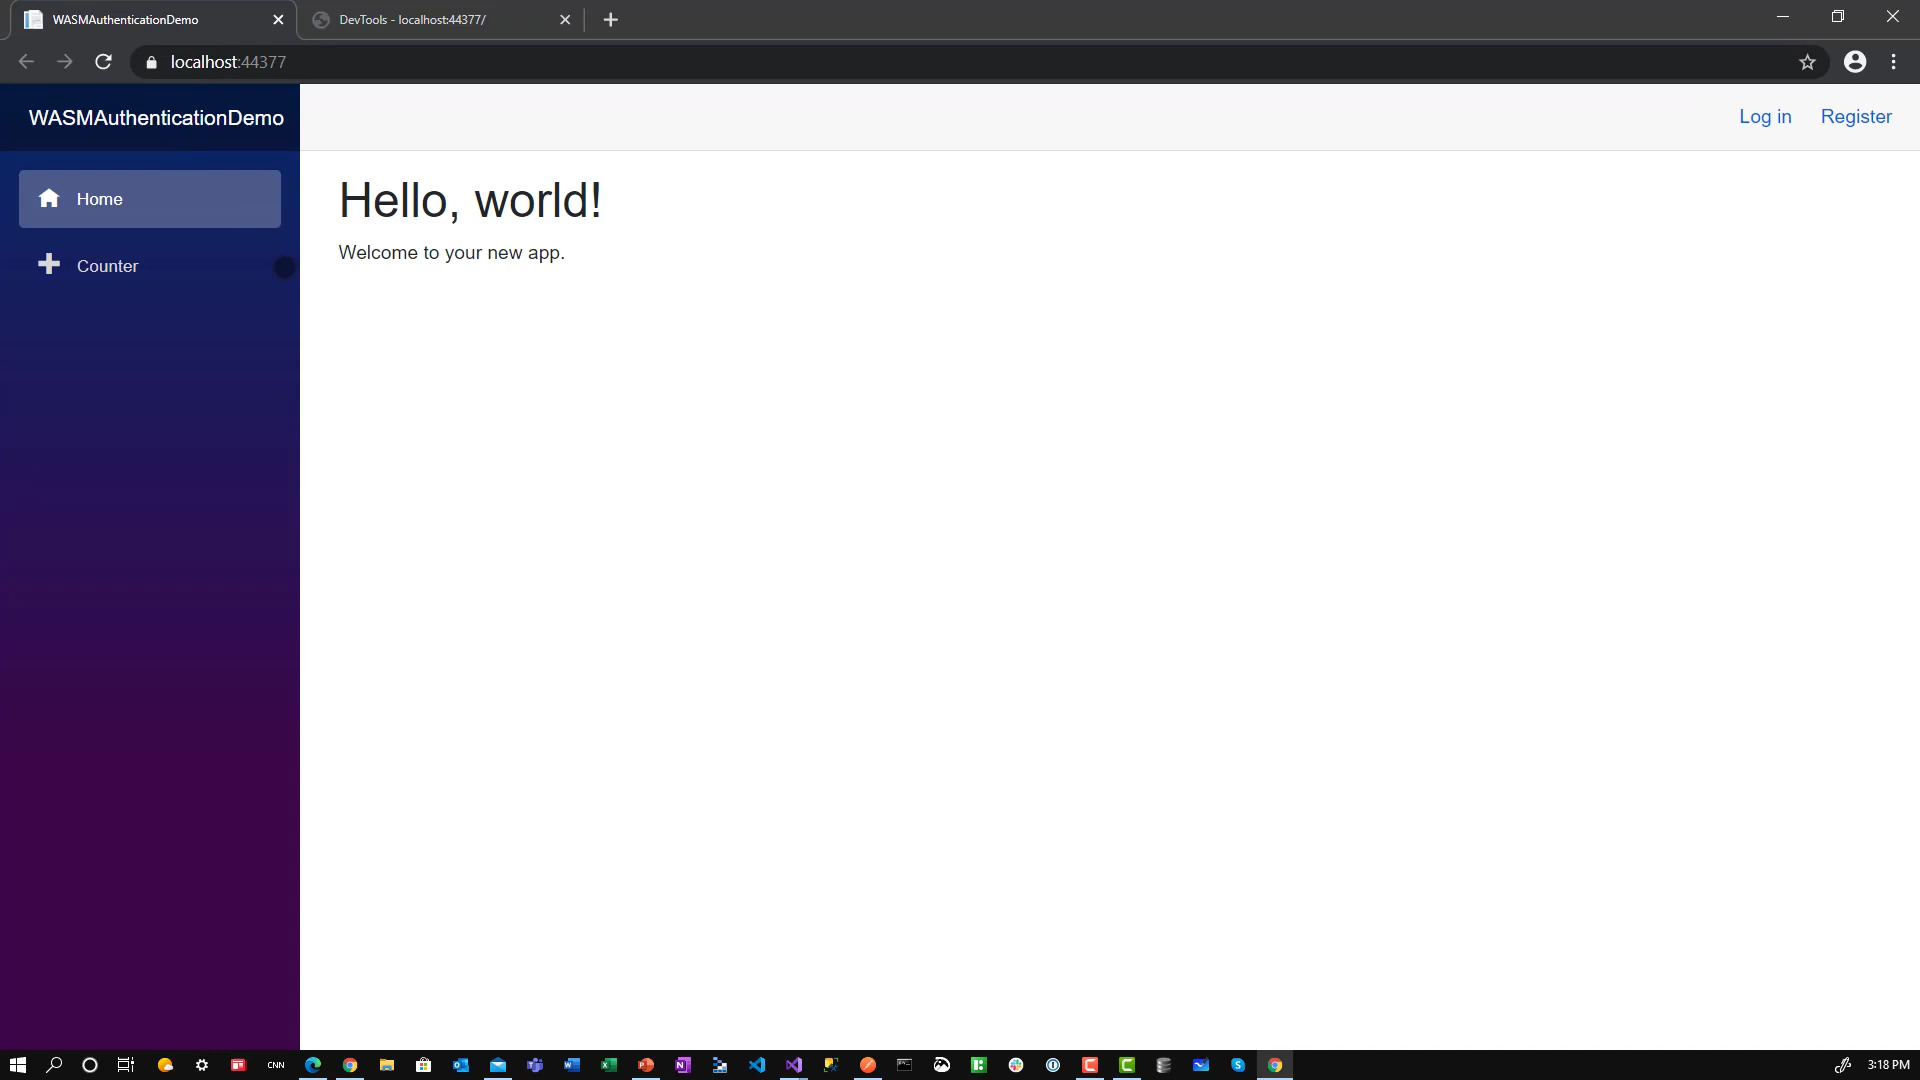 WASMAuthenticationDemo
DevTools - localhost:44377/
localhost:44377
WASMAuthenticationDemo
Log in
Register
Home
Counter
Hello, world!
Welcome to your new app.
CNN
3:18 PM